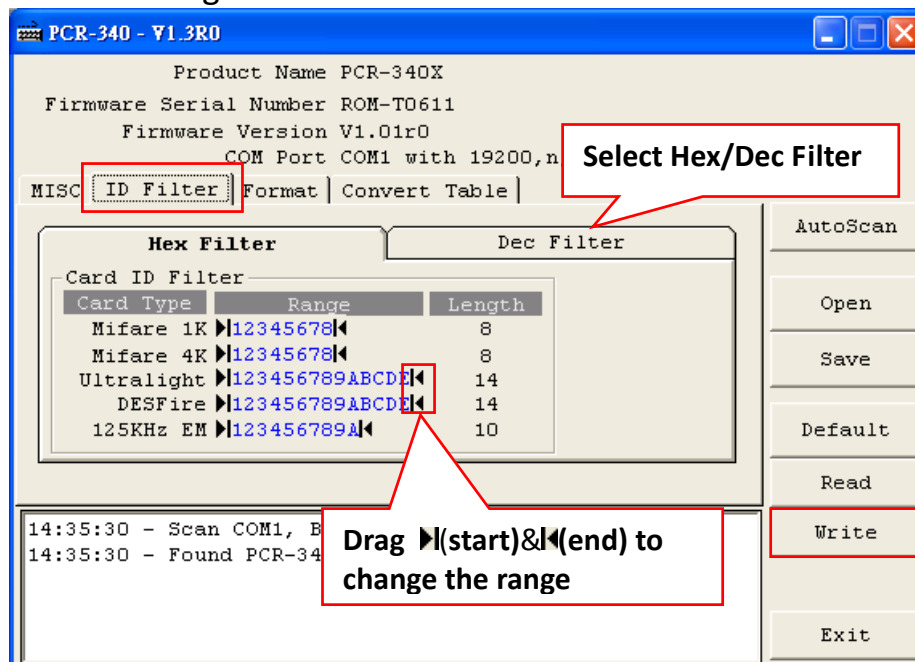 PCR-340 - V1.3R0
Product Name PCR-340X
Firmware Serial Number ROM-T0611
Firmware Version V1.01r0
COM Port COM1 with 19200,n
Select Hex/Dec Filter
MISC ID Filter Format Convert Table
Hex Filter Dec Filter
Card ID Filter
Card Type Range Length
Mifare 1K 12345678 8
Mifare 4K 12345678 8
Ultralight 123456789ABCDE 14
DESFire 123456789ABCDE 14
125KHz EM 123456789A 10
AutoScan
Open
Save
Default
Read
Write
Exit
14:35:30 - Scan COM1, B
14:35:30 - Found PCR-34
Drag (start)&(end) to
change the range